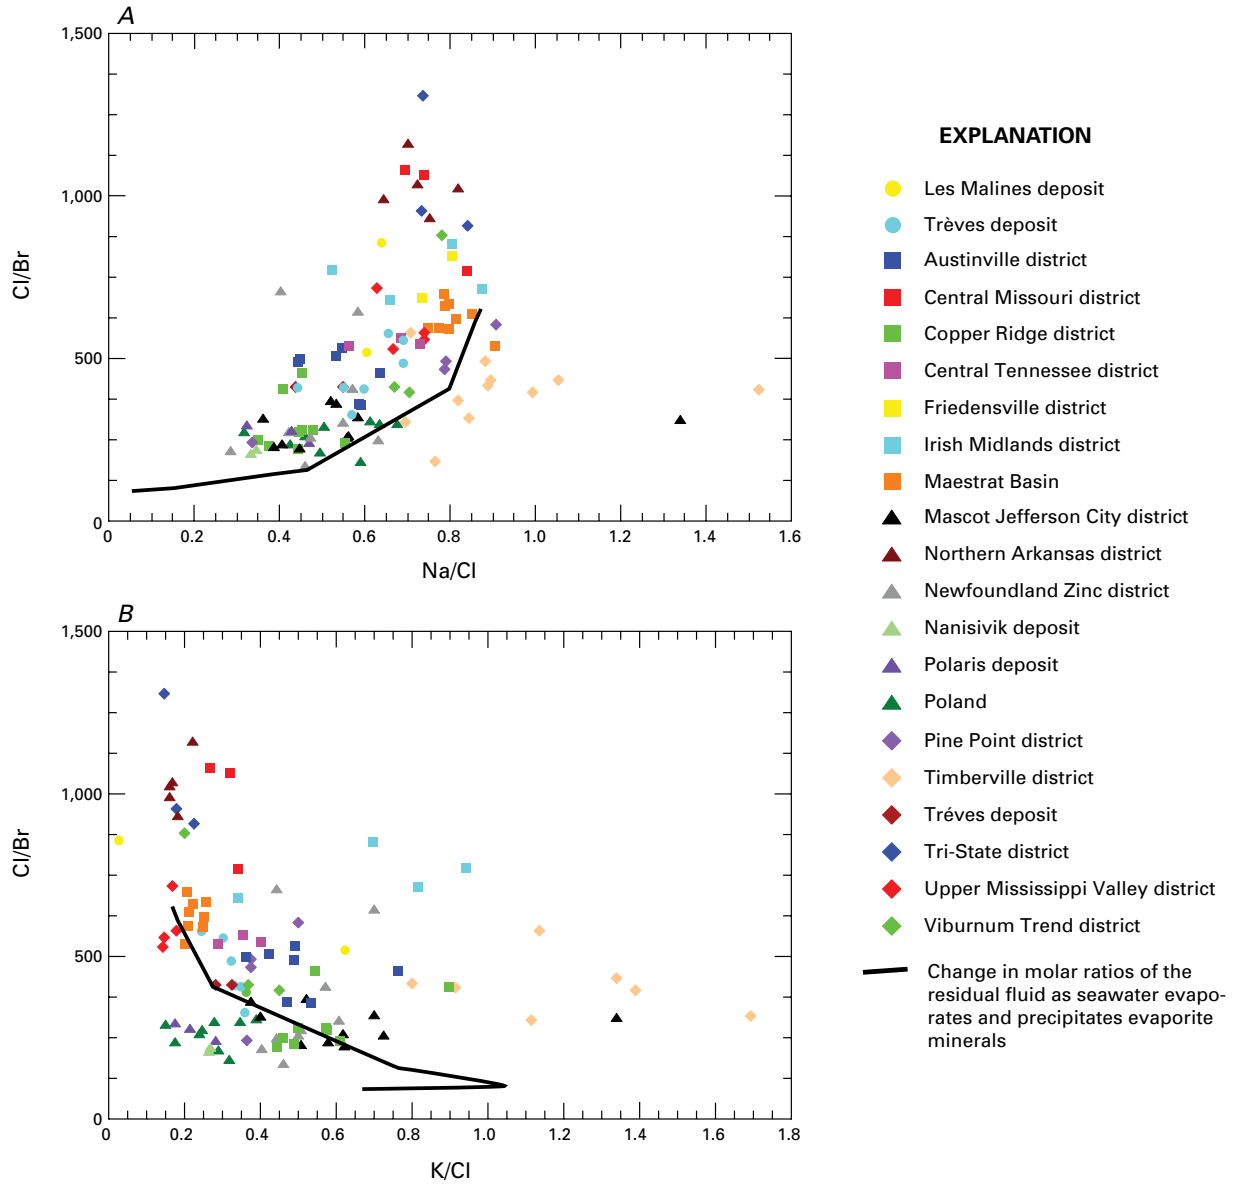 A
1,500
1,000
500
0
Cl/Br
0 0.2 0.4 0.6 0.8 1.0 1.2 1.4 1.6
Na/Cl
B
1,500
1,000
500
0
Cl/Br
0 0.2 0.4 0.6 0.8 1.0 1.2 1.4 1.6 1.8
K/Cl
EXPLANATION
Les Malines deposit
Trèves deposit
Austinville district
Central Missouri district
Copper Ridge district
Central Tennessee district
Friedensville district
Irish Midlands district
Maestrat Basin
Mascot Jefferson City district
Northern Arkansas district
Newfoundland Zinc district
Nanisivik deposit
Polaris deposit
Poland
Pine Point district
Timberville district
Tréves deposit
Tri-State district
Upper Mississippi Valley district
Viburnum Trend district
Change in molar ratios of the
residual fluid as seawater evapo-
rates and precipitates evaporite
minerals